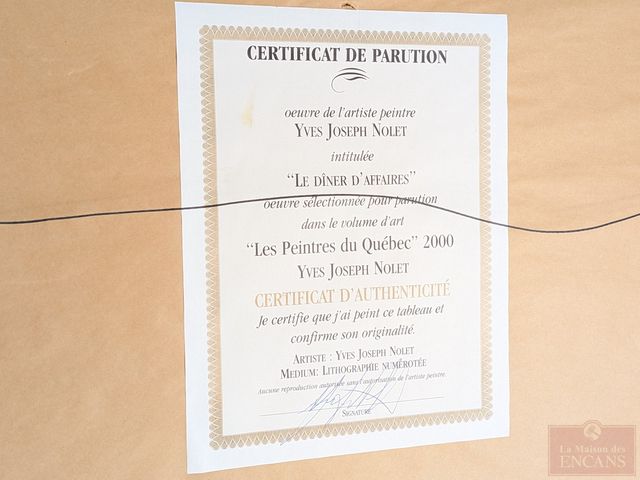 CERTIFICAT DE PARUTION
oeuvre de l'artiste peintre
YVES JOSEPH NOLET
intitulée
“LE DÎNER D'AFFAIRES”
oeuvre sélectionnée pour parution
dans le volume d'art
“Les Peintres du Québec” 2000
YVES JOSEPH NOLET
CERTIFICAT D'AUTHENTICITÉ
Je certifie que j'ai peint ce tableau et
confirme son originalité.
ARTISTE : YVES JOSEPH NOLET
MEDIUM: LITHOGRAPHIE NUMÉROTÉE
Aucune reproduction autorisée sans l'autorisation de l'artiste peintre.
SIGNATURE
La Maison des
ENCANS